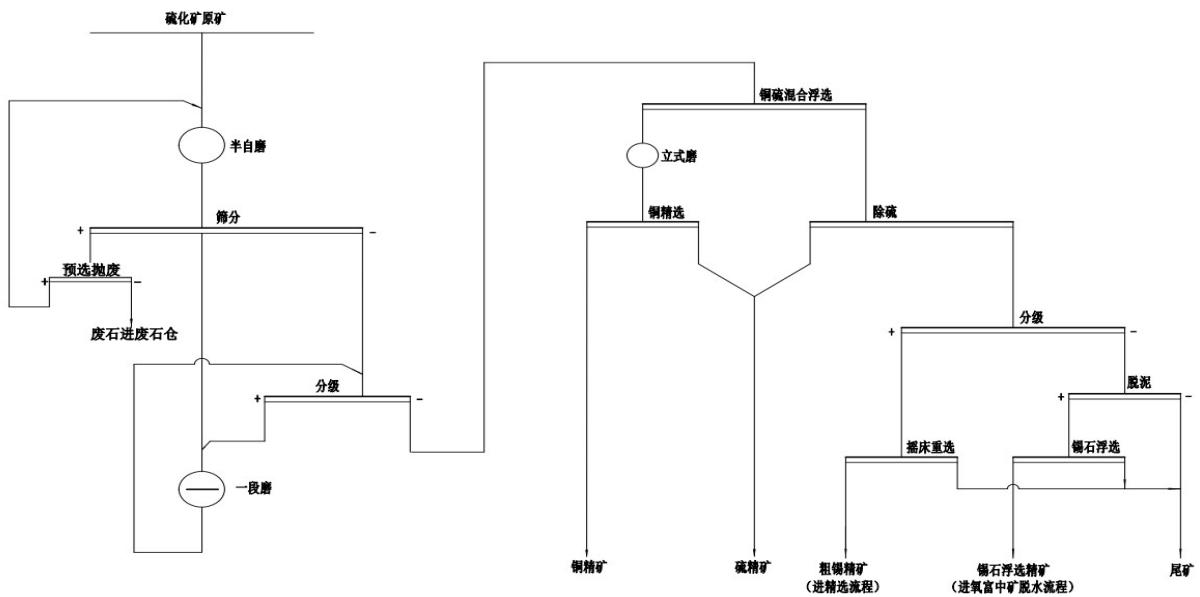 硫化矿原矿
铜硫混合浮选
半自磨
立式磨
筛分
+
-
铜精选
除硫
预选抛废
+
-
废石进废石仓
分级
+
-
分级
+
-
脱泥
+
-
摇床重选
锡石浮选
一段磨
铜精矿
硫精矿
粗锡精矿
(进精选流程)
锡石浮选精矿
(进氧富中矿脱水流程)
尾矿